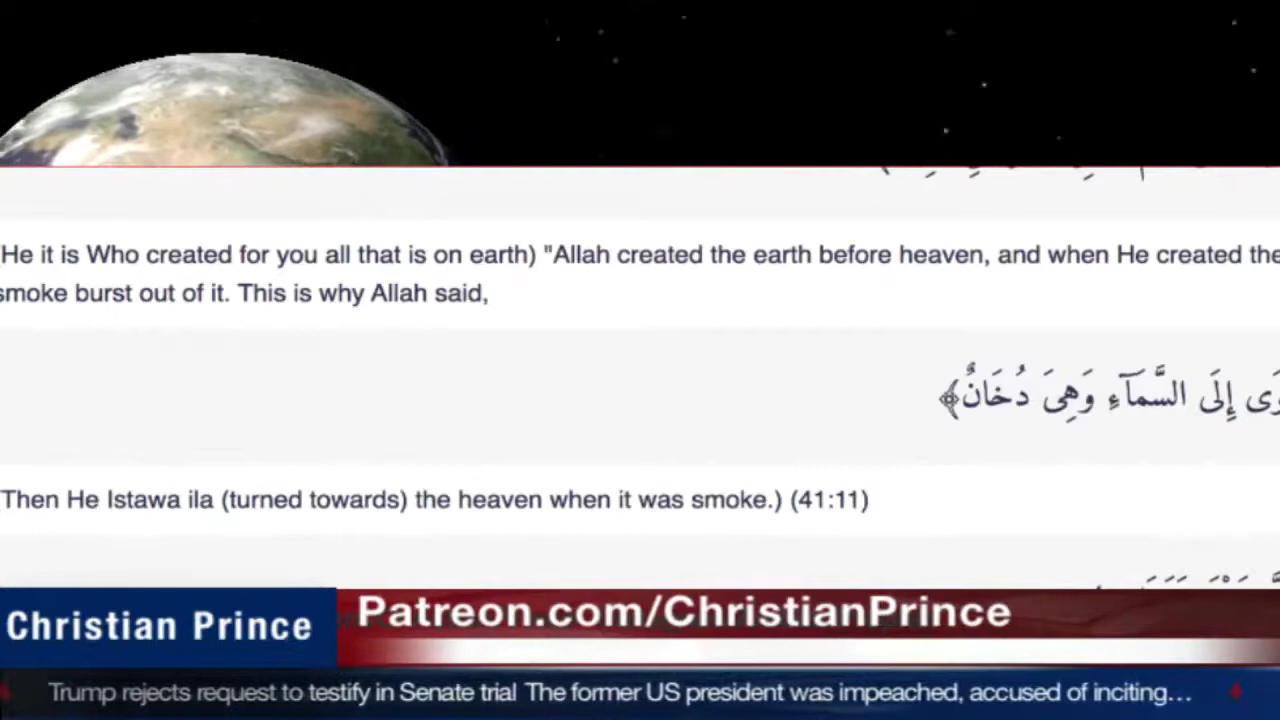 (He it is Who created for you all that is on earth) "Allah created the earth before heaven, and when He created the
smoke burst out of it. This is why Allah said,
إِلَى السَّمَآءِ وَهِىَ دُخَانٌ﴾
Then He Istawa ila (turned towards) the heaven when it was smoke.) (41:11)
Christian Prince
Patreon.com/ChristianPrince
Trump rejects request to testify in Senate trial The former US president was impeached, accused of inciting...